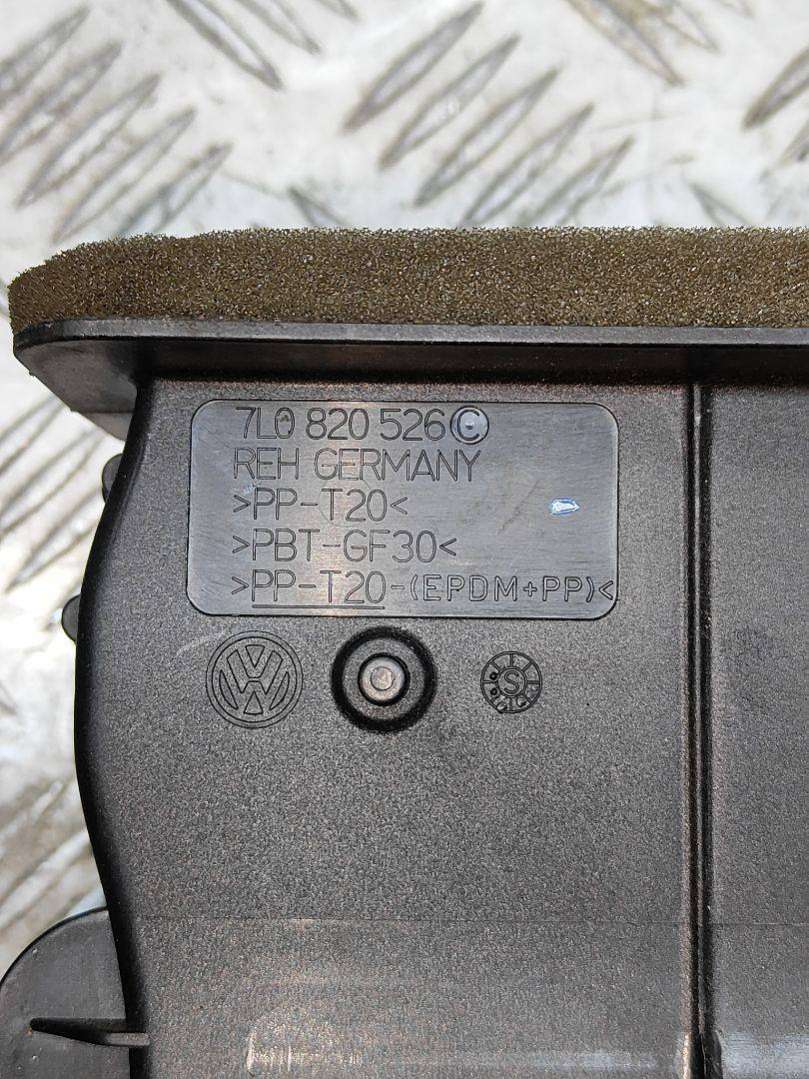 7L0 820 526 C
REH GERMANY
>PP-T20<
>PBT-GF30<
>PP-T20-(EPDM+PP)<
S